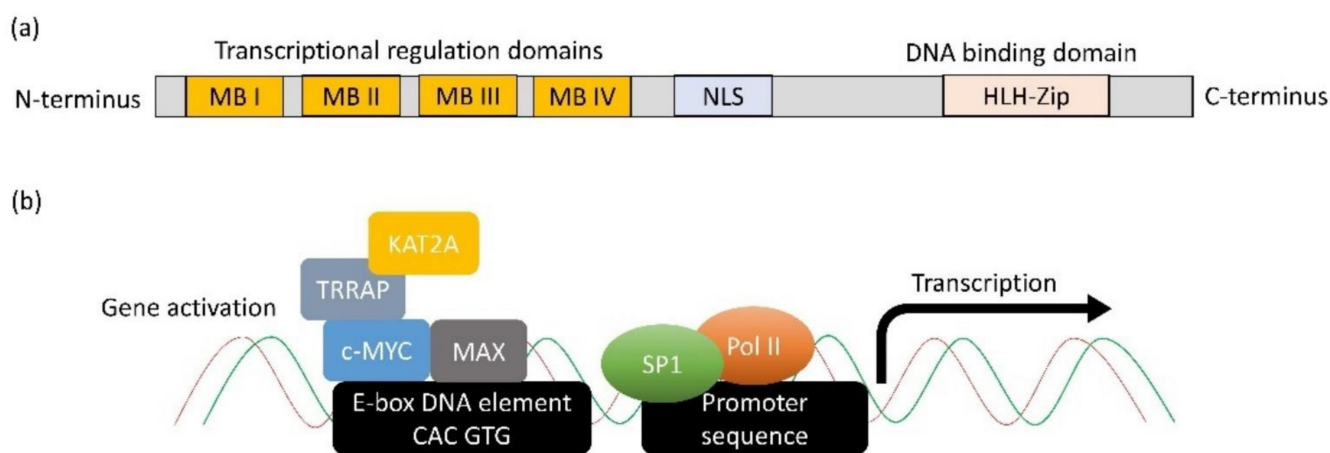 (a)
Transcriptional regulation domains
DNA binding domain
N-terminus MB I MB II MB III MB IV NLS HLH-Zip C-terminus
(b)
KAT2A
TRRAP
Transcription
Gene activation
c-MYC MAX SP1 Pol II
E-box DNA element
CAC GTG
Promoter
sequence